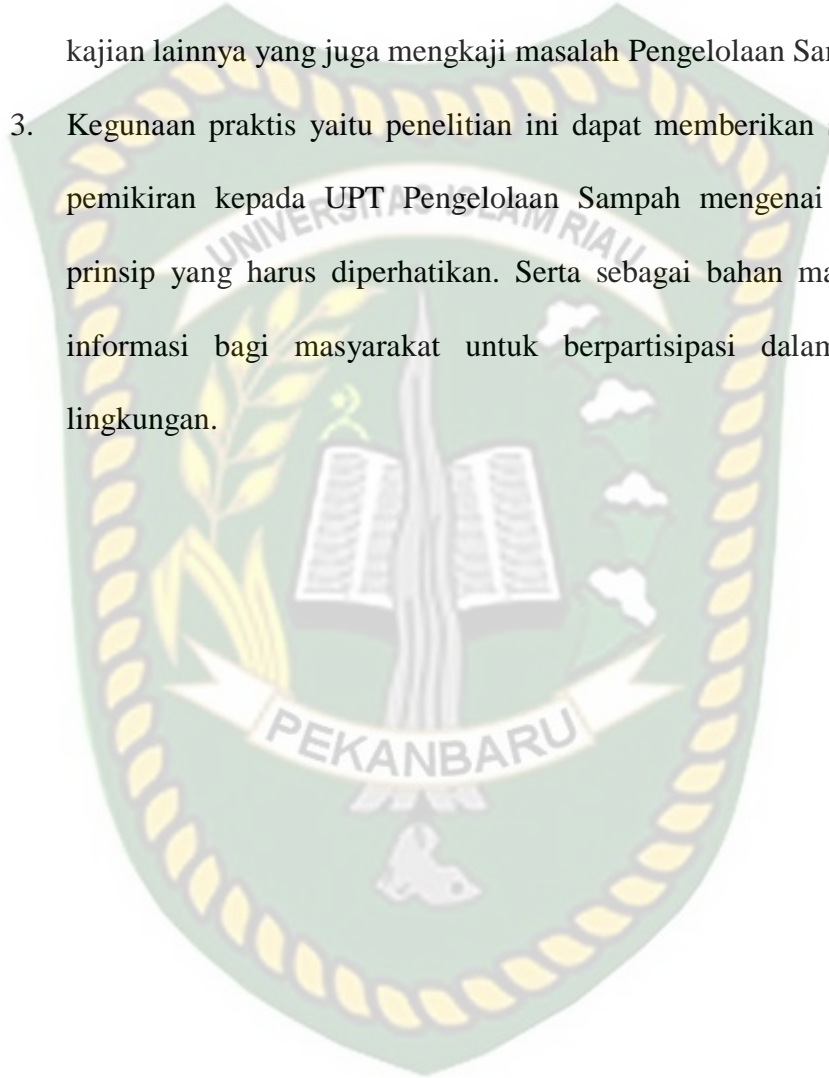 kajian lainnya yang juga mengkaji masalah Pengelolaan
3. Kegunaan praktis yaitu penelitian ini dapat memberikan
pemikiran kepada UPT Pengelolaan Sampah mengenai
UNIVERSITAS ISLAM RIAU
prinsip yang harus diperhatikan. Serta sebagai bahan
informasi bagi masyarakat untuk berpartisipasi dalam
lingkungan.
PEKANBARU